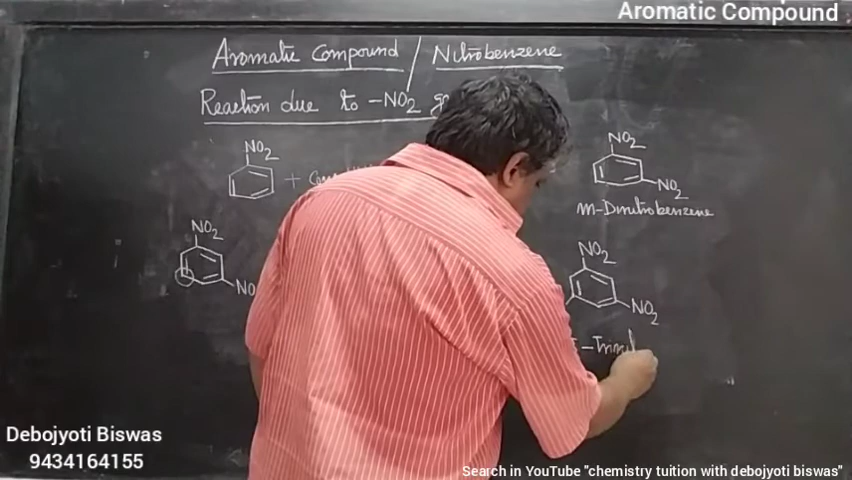 Aromatic Compound
Aromatic Compound / Nitrobenzene
Reaction due to -NO2
NO2
+
NO2
NO2
m-Dinitrobenzene
NO2
NO
NO2
NO2
Debojyoti Biswas
9434164155
Search in YouTube "chemistry tuition with debojyoti biswas"